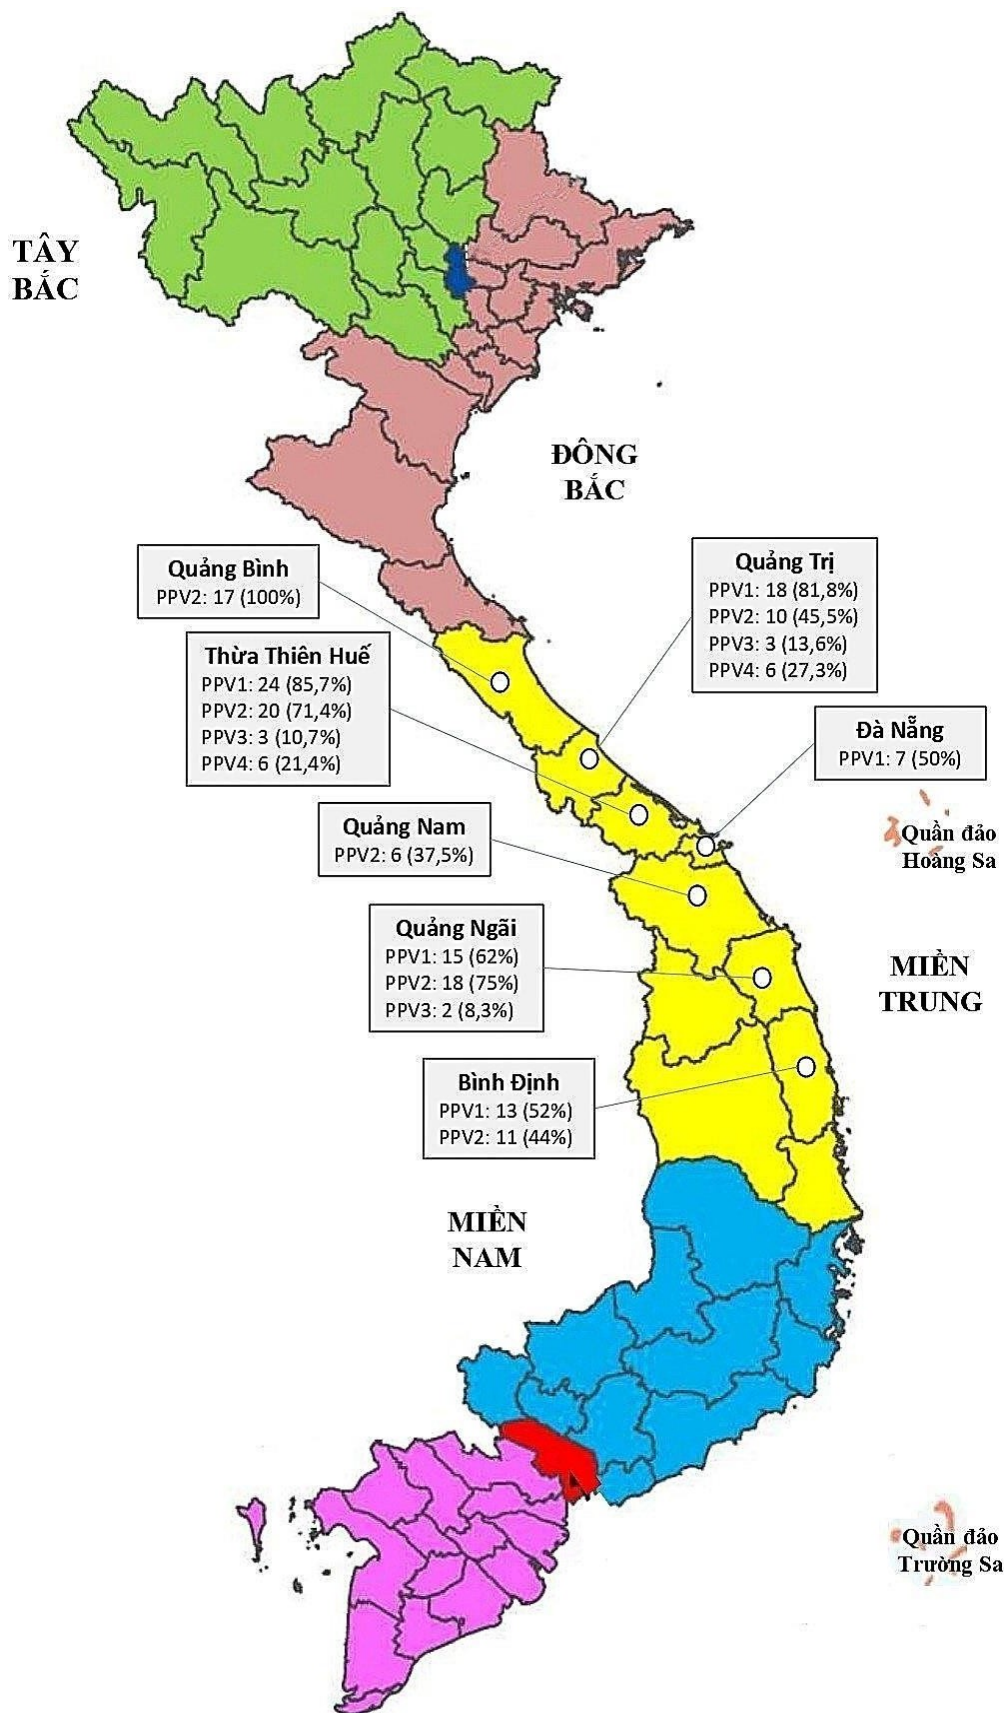 TÂY
BẮC
ĐÔNG
BẮC
Quảng Bình
PPV2: 17 (100%)
Quảng Trị
PPV1: 18 (81,8%)
PPV2: 10 (45,5%)
PPV3: 3 (13,6%)
PPV4: 6 (27,3%)
Thừa Thiên Huế
PPV1: 24 (85,7%)
PPV2: 20 (71,4%)
PPV3: 3 (10,7%)
PPV4: 6 (21,4%)
Đà Nẵng
PPV1: 7 (50%)
Quảng Nam
PPV2: 6 (37,5%)
Quần đảo
Hoàng Sa
Quảng Ngãi
PPV1: 15 (62%)
PPV2: 18 (75%)
PPV3: 2 (8,3%)
MIỀN
TRUNG
Bình Định
PPV1: 13 (52%)
PPV2: 11 (44%)
MIỀN
NAM
Quần đảo
Trường Sa